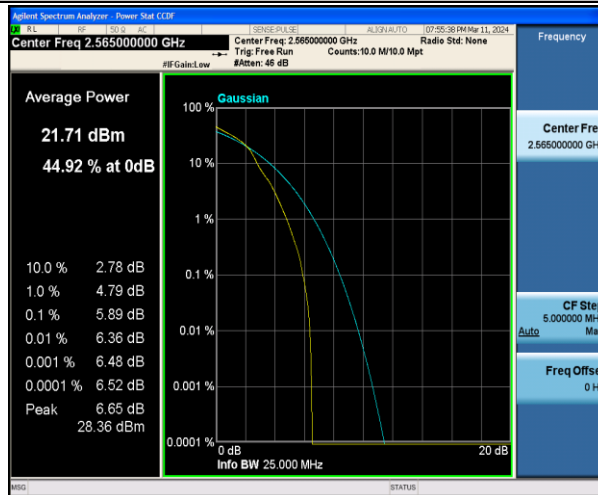 Agilent Spectrum Analyzer - Power Stat CCDF
RL RF 50 Ω AC SENSE:PULSE ALIGN AUTO 07:55:38 PM Mar 11, 2024
Center Freq 2.565000000 GHz
Center Freq: 2.565000000 GHz Radio Std: None
Trig: Free Run Counts:10.0 M/10.0 Mpt
#IFGain:Low #Atten: 46 dB
Frequency
Average Power
21.71 dBm
44.92 % at 0dB
10.0 % 2.78 dB
1.0 % 4.79 dB
0.1 % 5.89 dB
0.01 % 6.36 dB
0.001 % 6.48 dB
0.0001 % 6.52 dB
Peak 6.65 dB
28.36 dBm
Gaussian
100 %
10 %
1 %
0.1 %
0.01 %
0.001 %
0.0001 %
0 dB 20 dB
Info BW 25.000 MHz
Center Fre
2.565000000 GH
CF Ste
5.000000 MH
Auto Ma
Freq Offse
0 H
MSG STATUS